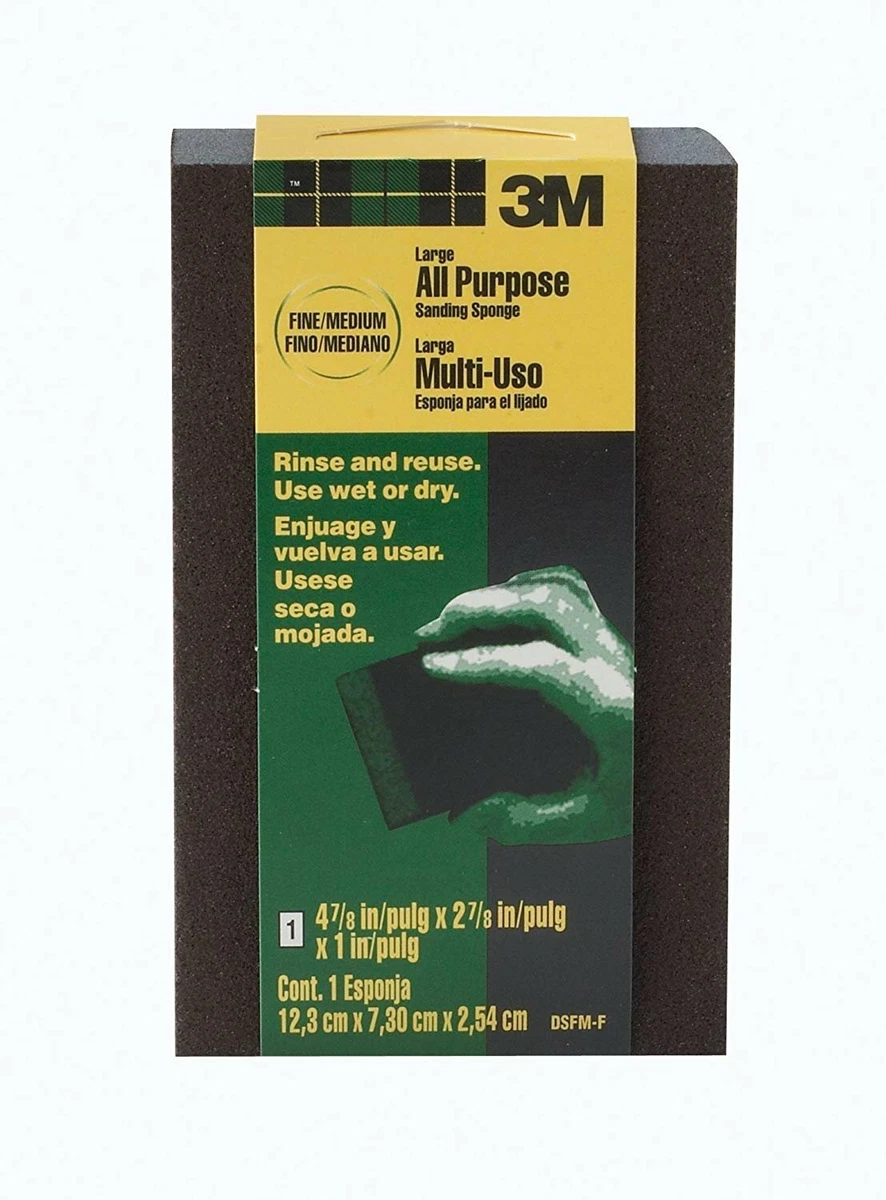 ™
3M
Large
All Purpose
Sanding Sponge
FINE/MEDIUM
FINO/MEDIANO
Larga
Multi-Uso
Esponja para el lijado
Rinse and reuse.
Use wet or dry.
Enjuage y
vuelva a usar.
Usese
seca o
mojada.
1
4 7/8 in/pulg x 2 7/8 in/pulg
x 1 in/pulg
Cont. 1 Esponja
12,3 cm x 7,30 cm x 2,54 cm DSFM-F